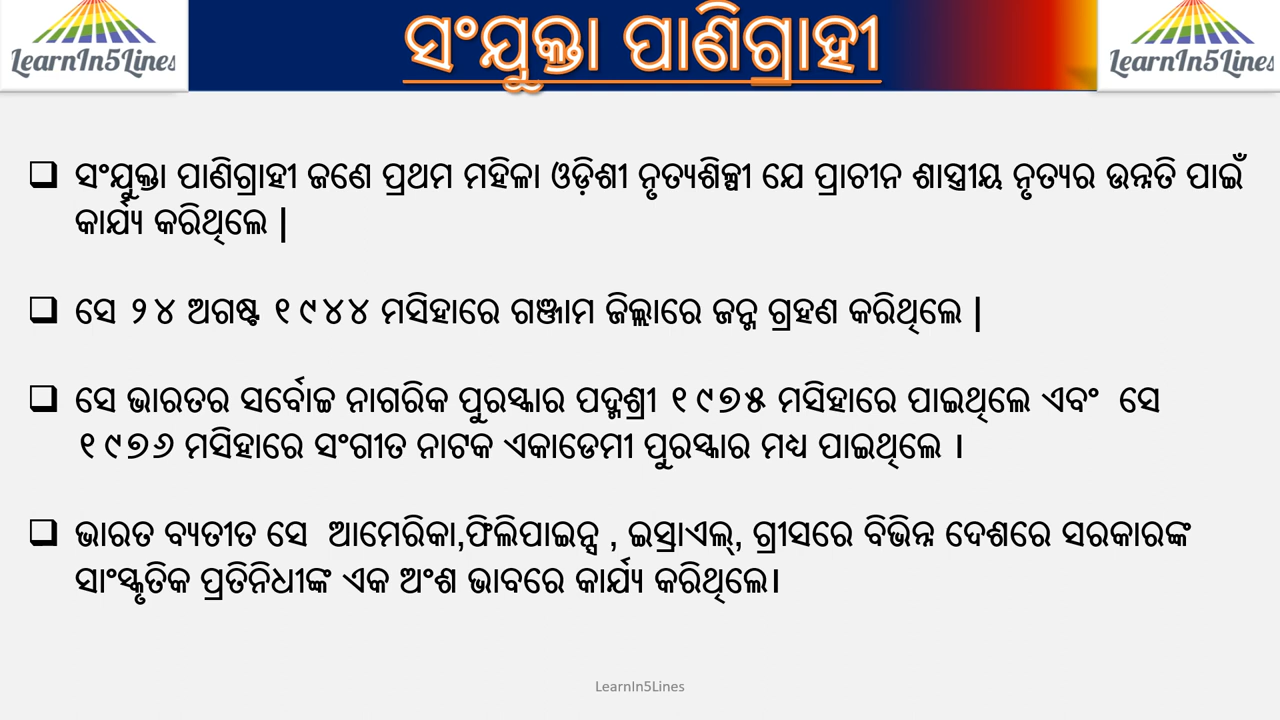 LearnIn5Lines
ସଂଯୁକ୍ତା ପାଣିଗ୍ରାହୀ
LearnIn5Lines
❑ ସଂଯୁକ୍ତା ପାଣିଗ୍ରାହୀ ଜଣେ ପ୍ରଥମ ମହିଳା ଓଡ଼ିଶୀ ନୃତ୍ୟଶିଳ୍ପୀ ଯେ ପ୍ରାଚୀନ ଶାସ୍ତ୍ରୀୟ ନୃତ୍ୟର ଉନ୍ନତି ପାଇଁ
କାର୍ଯ୍ୟ କରିଥିଲେ |
❑ ସେ ୨୪ ଅଗଷ୍ଟ ୧୯୪୪ ମସିହାରେ ଗଞ୍ଜାମ ଜିଲ୍ଲାରେ ଜନ୍ମ ଗ୍ରହଣ କରିଥିଲେ |
❑ ସେ ଭାରତର ସର୍ବୋଚ୍ଚ ନାଗରିକ ପୁରସ୍କାର ପଦ୍ମଶ୍ରୀ ୧୯୭୫ ମସିହାରେ ପାଇଥିଲେ ଏବଂ ସେ
୧୯୭୬ ମସିହାରେ ସଂଗୀତ ନାଟକ ଏକାଡେମୀ ପୁରସ୍କାର ମଧ୍ୟ ପାଇଥିଲେ ।
❑ ଭାରତ ବ୍ୟତୀତ ସେ ଆମେରିକା,ଫିଲିପାଇନ୍ସ , ଇସ୍ରାଏଲ୍, ଗ୍ରୀସରେ ବିଭିନ୍ନ ଦେଶରେ ସରକାରଙ୍କ
ସାଂସ୍କୃତିକ ପ୍ରତିନିଧୀଙ୍କ ଏକ ଅଂଶ ଭାବରେ କାର୍ଯ୍ୟ କରିଥିଲେ।
LearnIn5Lines